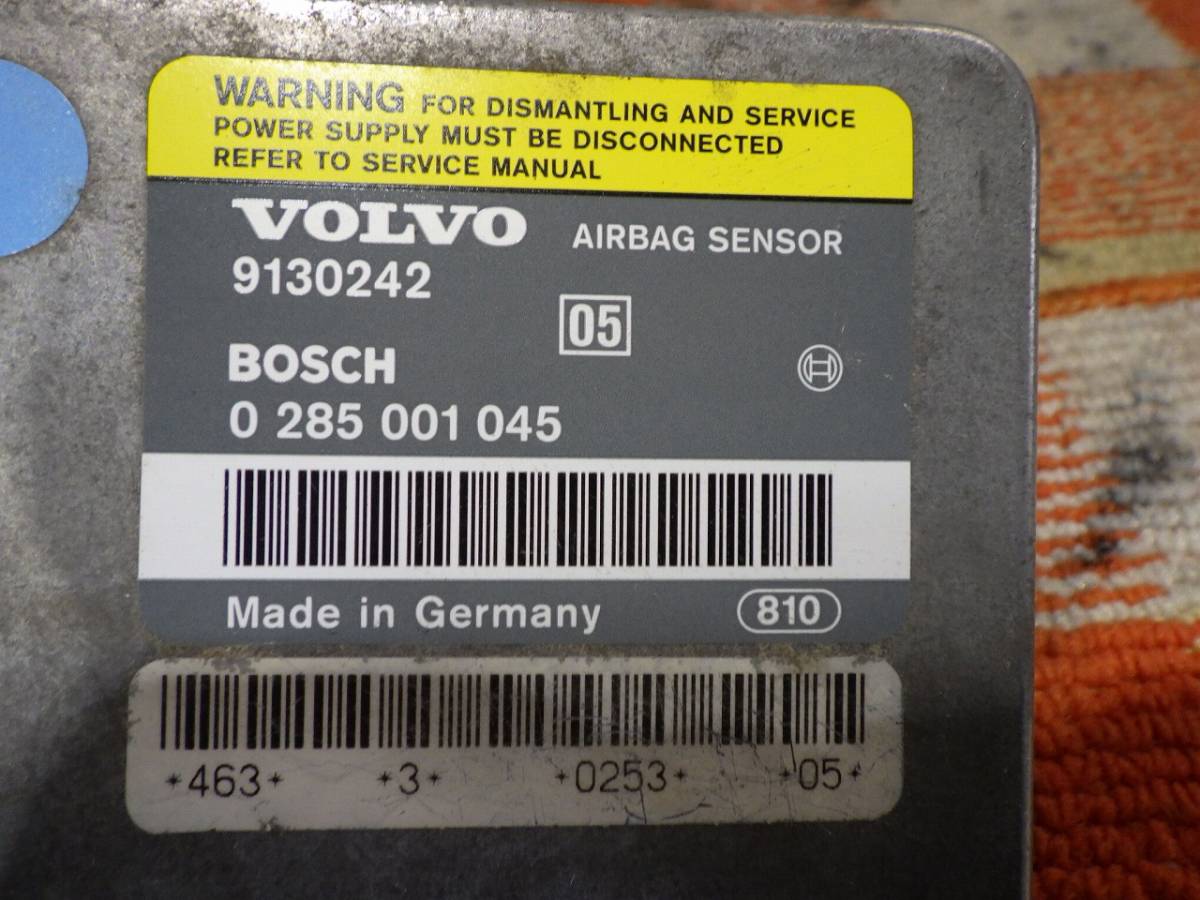 WARNING FOR DISMANTLING AND SERVICE
POWER SUPPLY MUST BE DISCONNECTED
REFER TO SERVICE MANUAL
VOLVO AIRBAG SENSOR
9130242
05
BOSCH
0 285 001 045
Made in Germany 810
*463* *3* *0253* *05*